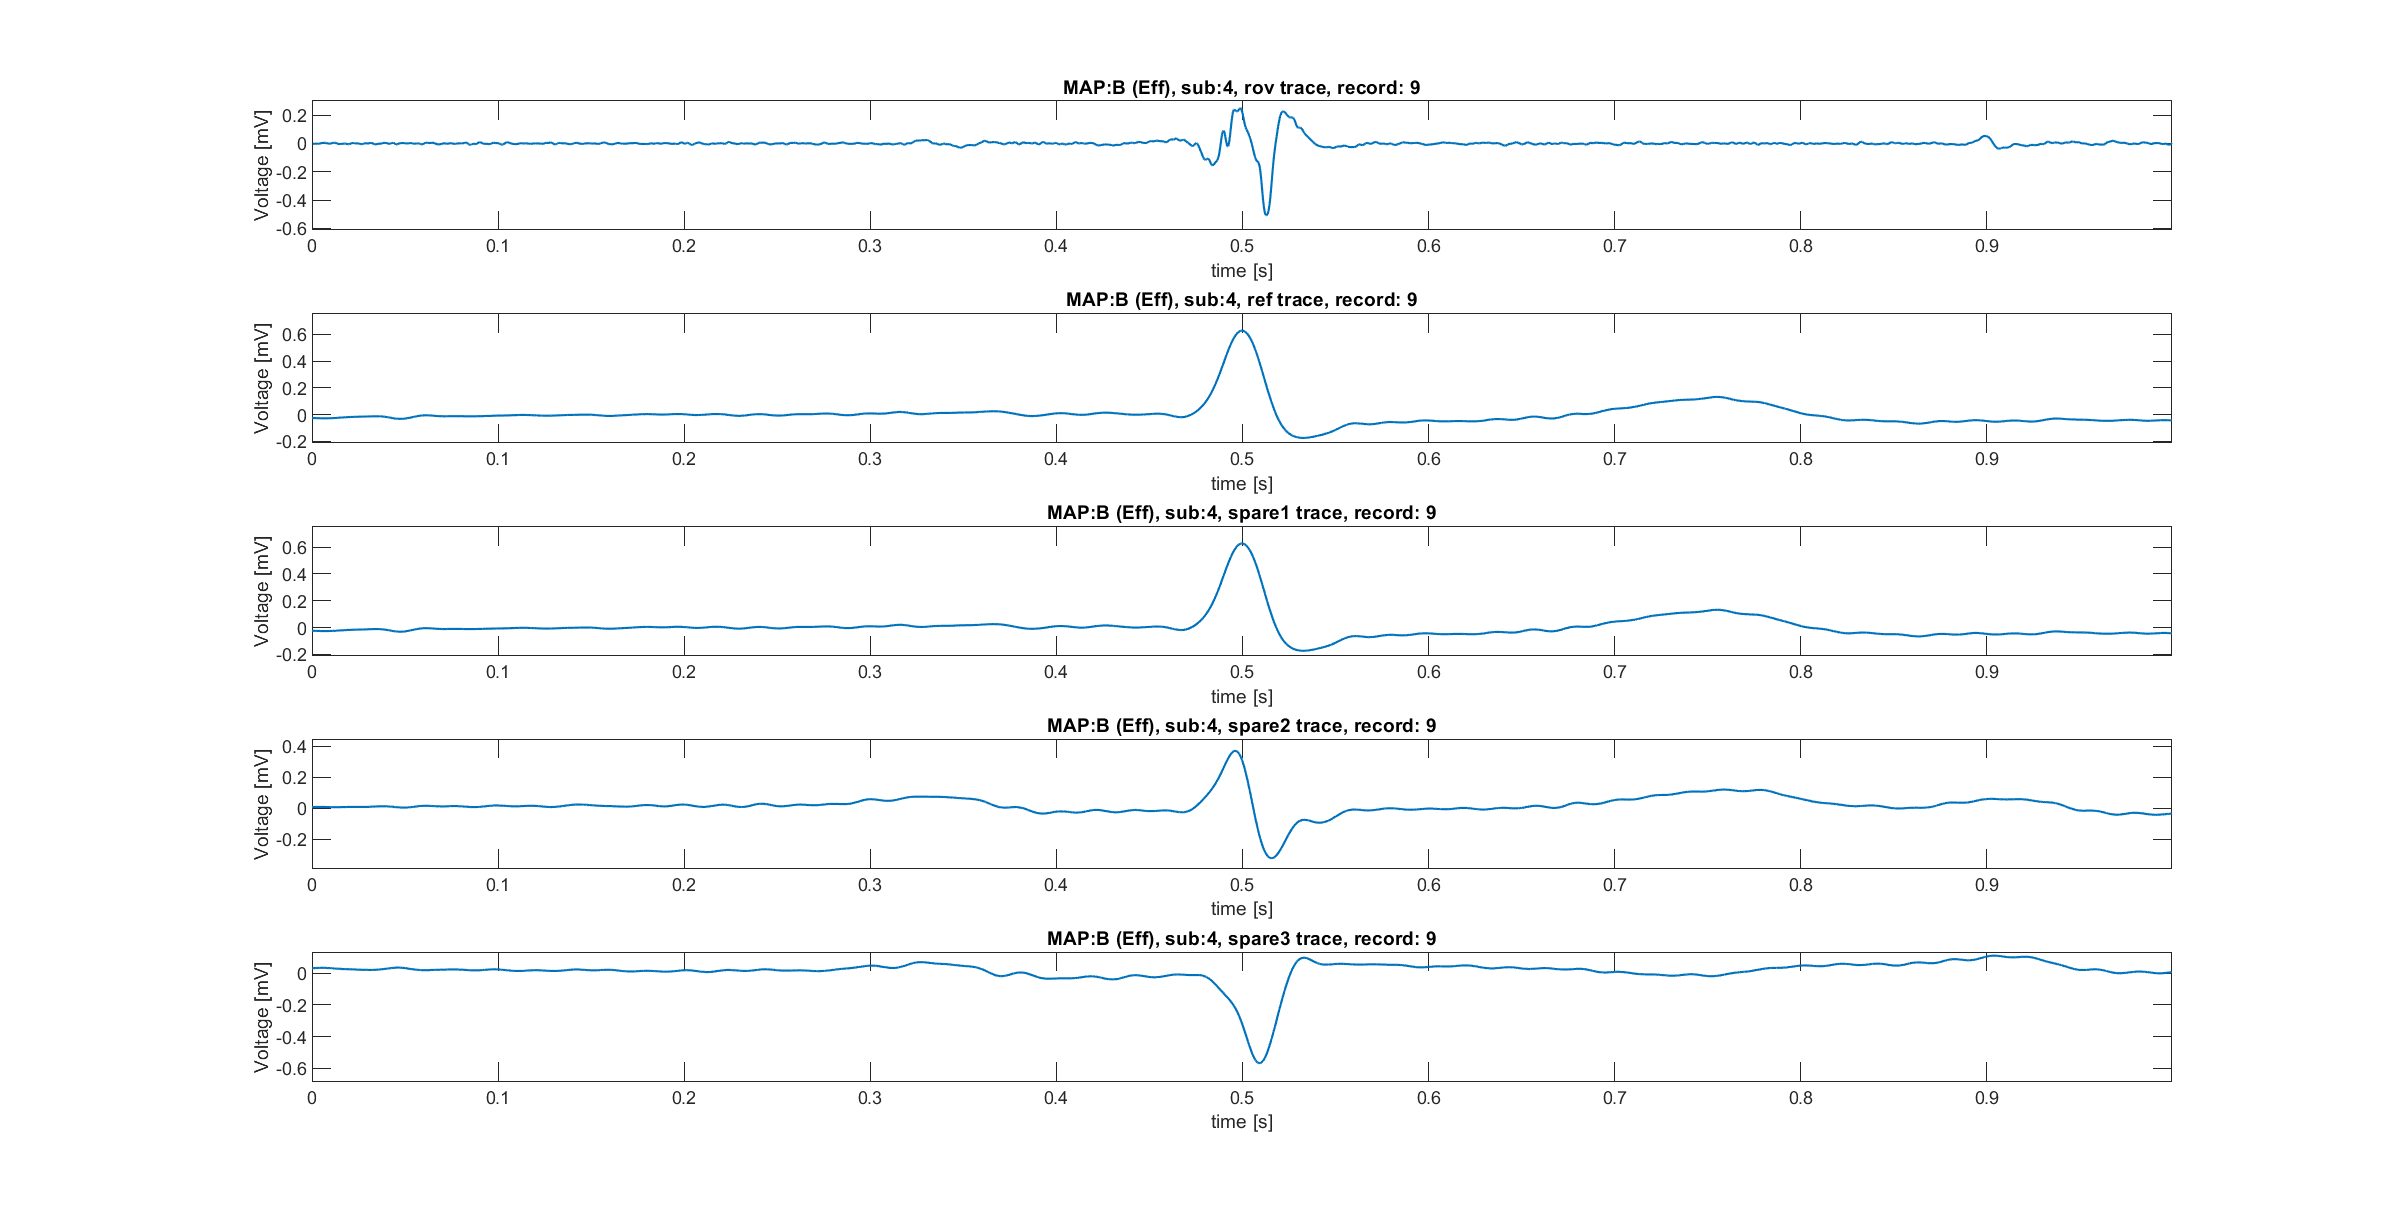 MAP:B (Eff), sub:4, rov trace, record: 9
Voltage [mV]
0.2
0
-0.2
-0.4
-0.6
0 0.1 0.2 0.3 0.4 0.5 0.6 0.7 0.8 0.9
time [s]
MAP:B (Eff), sub:4, ref trace, record: 9
Voltage [mV]
0.6
0.4
0.2
0
-0.2
0 0.1 0.2 0.3 0.4 0.5 0.6 0.7 0.8 0.9
time [s]
MAP:B (Eff), sub:4, spare1 trace, record: 9
Voltage [mV]
0.6
0.4
0.2
0
-0.2
0 0.1 0.2 0.3 0.4 0.5 0.6 0.7 0.8 0.9
time [s]
MAP:B (Eff), sub:4, spare2 trace, record: 9
Voltage [mV]
0.4
0.2
0
-0.2
0 0.1 0.2 0.3 0.4 0.5 0.6 0.7 0.8 0.9
time [s]
MAP:B (Eff), sub:4, spare3 trace, record: 9
Voltage [mV]
0
-0.2
-0.4
-0.6
0 0.1 0.2 0.3 0.4 0.5 0.6 0.7 0.8 0.9
time [s]